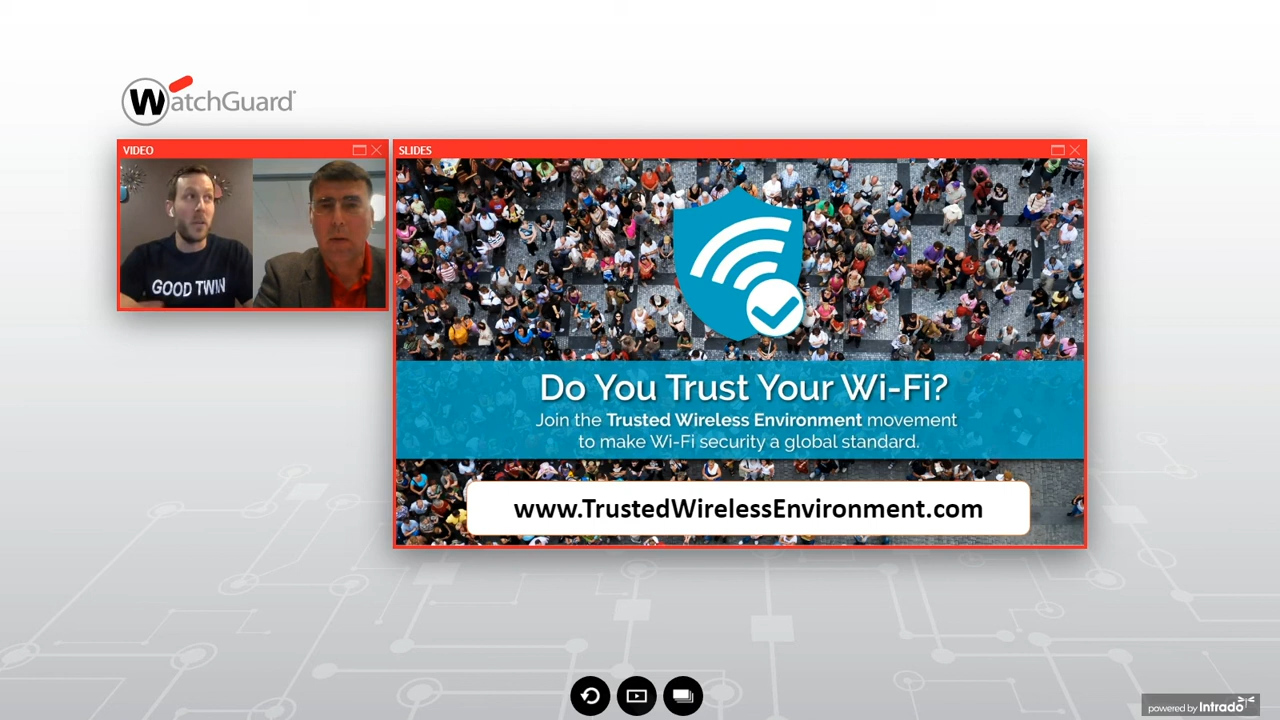 WatchGuard
VIDEO
SLIDES
GOOD TWIN
Do You Trust Your Wi-Fi?
Join the Trusted Wireless Environment movement
to make Wi-Fi security a global standard.
www.TrustedWirelessEnvironment.com
powered by Intrado